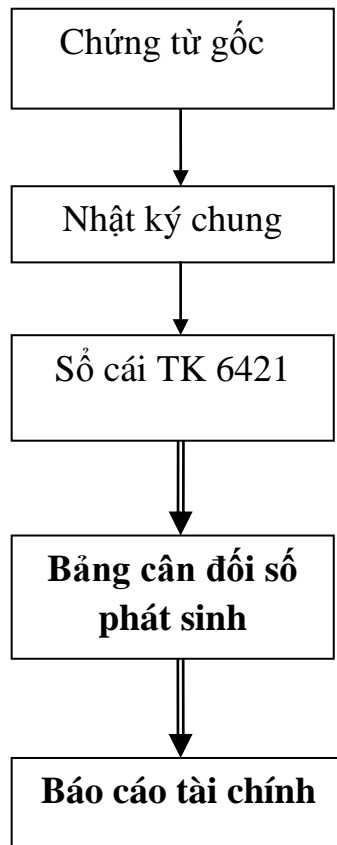 Chứng từ gốc
Nhật ký chung
Sổ cái TK 6421
Bảng cân đối số
phát sinh
Báo cáo tài chính